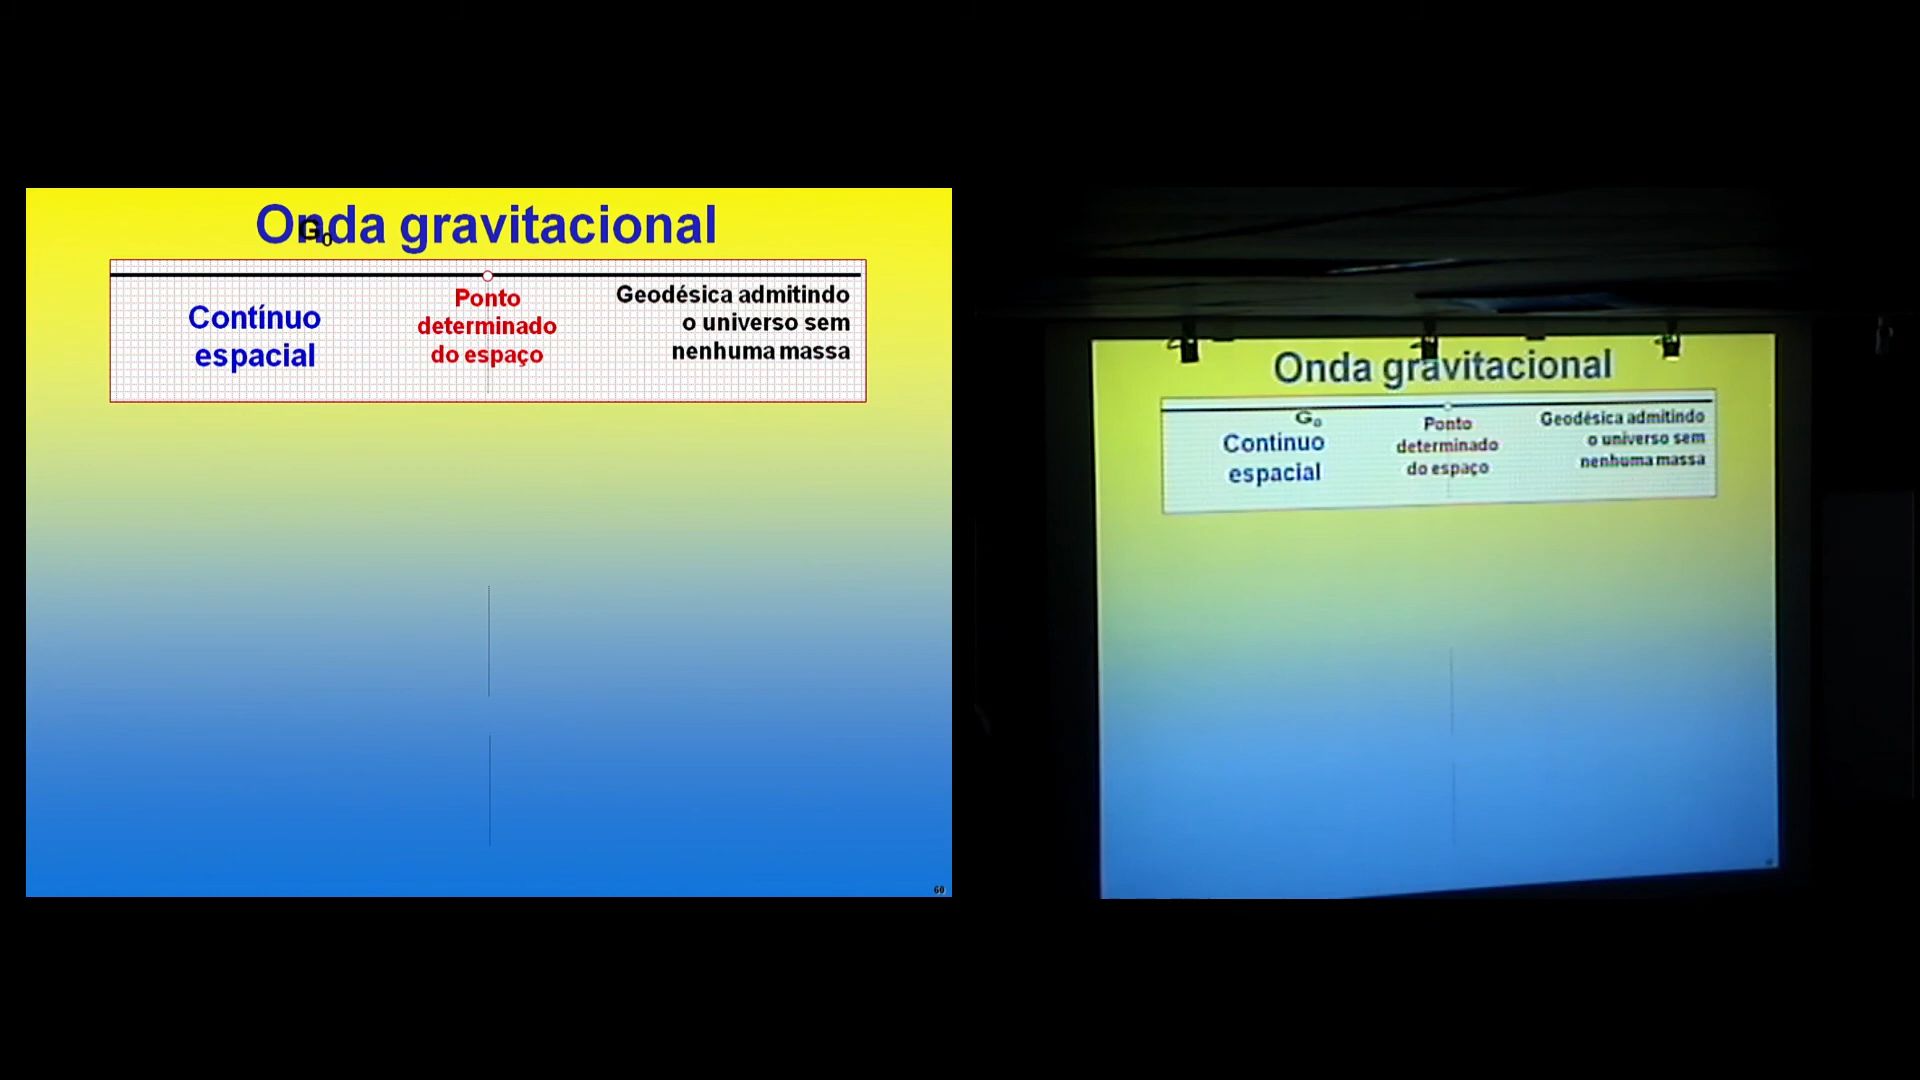 Onda gravitacional
G0
Contínuo
espacial
Ponto
determinado
do espaço
Geodésica admitindo
o universo sem
nenhuma massa
60
Onda gravitacional
G0
Contínuo
espacial
Ponto
determinado
do espaço
Geodésica admitindo
o universo sem
nenhuma massa